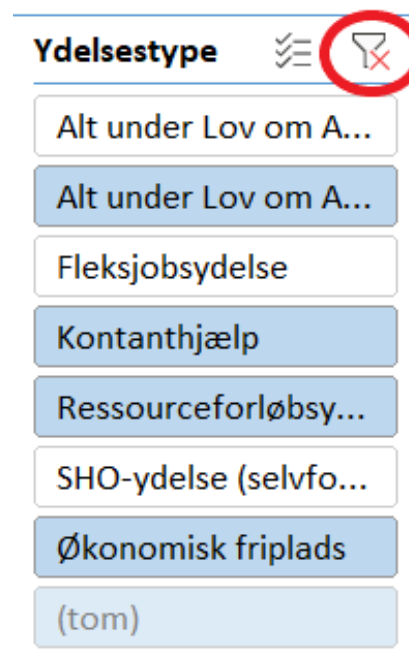 Ydelsestype
Alt under Lov om A...
Alt under Lov om A...
Fleksjobsydelse
Kontanthjælp
Ressourceforløbsy...
SHO-ydelse (selvfo...
Økonomisk friplads
(tom)